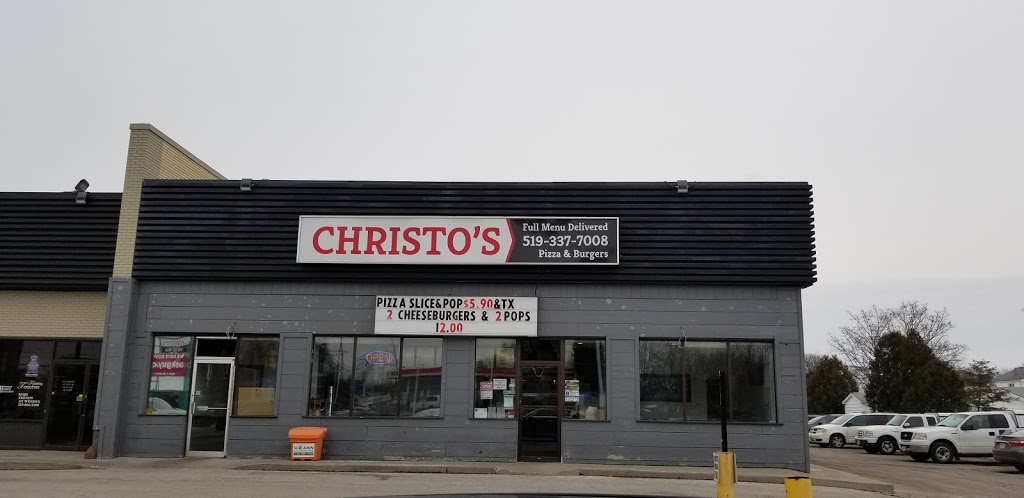 CHRISTO'S
Full Menu Delivered
519-337-7008
Pizza & Burgers
PIZZA SLICE&POP$5.90&TX
2 CHEESEBURGERS & 2 POPS
12.00
OPEN
Touches